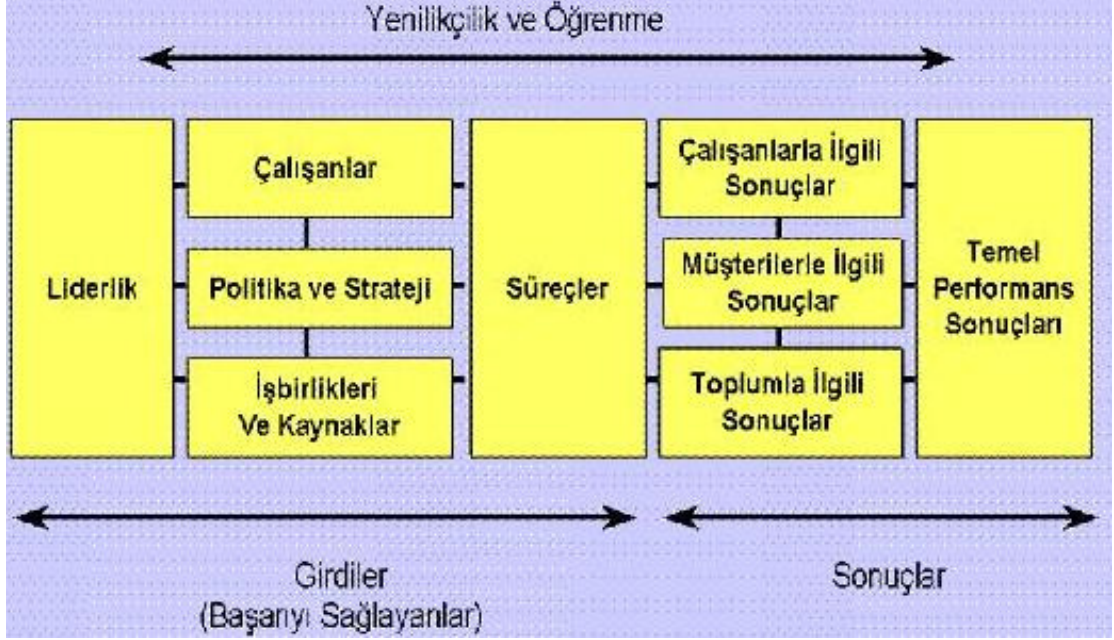 Yenilikçilik ve Öğrenme
Liderlik
Çalışanlar
Politika ve Strateji
İşbirlikleri
Ve Kaynaklar
Süreçler
Çalışanlarla İlgili
Sonuçlar
Müşterilerle İlgili
Sonuçlar
Toplumla İlgili
Sonuçlar
Temel
Performans
Sonuçları
Girdiler
(Başarıyı Sağlayanlar)
Sonuçlar